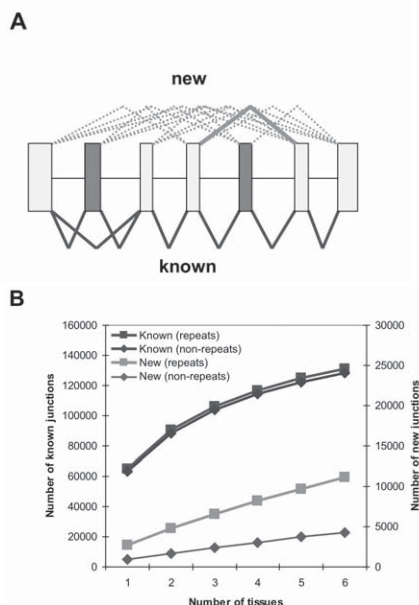 A
new
known
B
160000
140000
120000
100000
80000
60000
40000
20000
0
Number of known junctions
Known (repeats)
Known (non-repeats)
New (repeats)
New (non-repeats)
30000
25000
20000
15000
10000
5000
0
Number of new junctions
1 2 3 4 5 6
Number of tissues